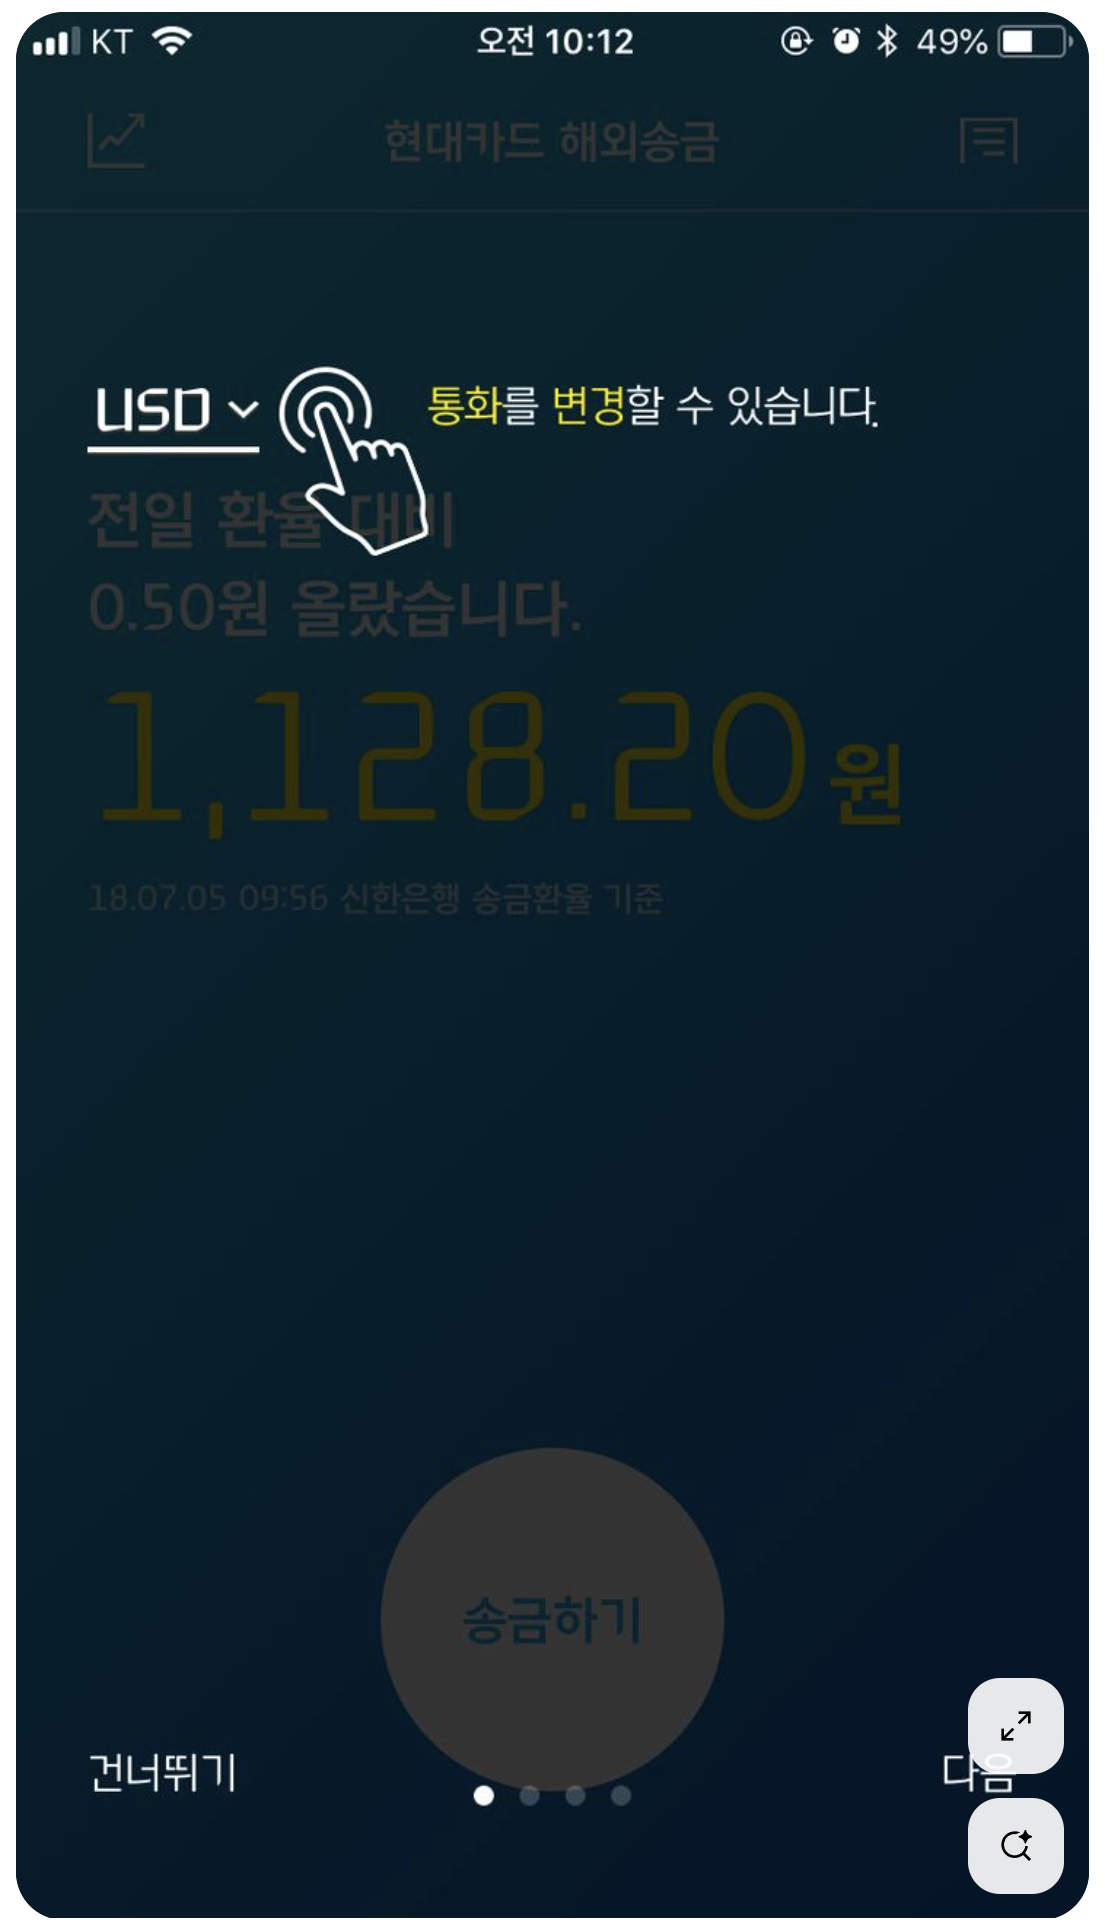 KT 오전 10:12 49%
현대카드 해외송금
USD 통화를 변경할 수 있습니다.
전일 환율 대비
0.50원 올랐습니다.
1,128.20원
18.07.05 09:56 신한은행 송금환율 기준
송금하기
건너뛰기 다음